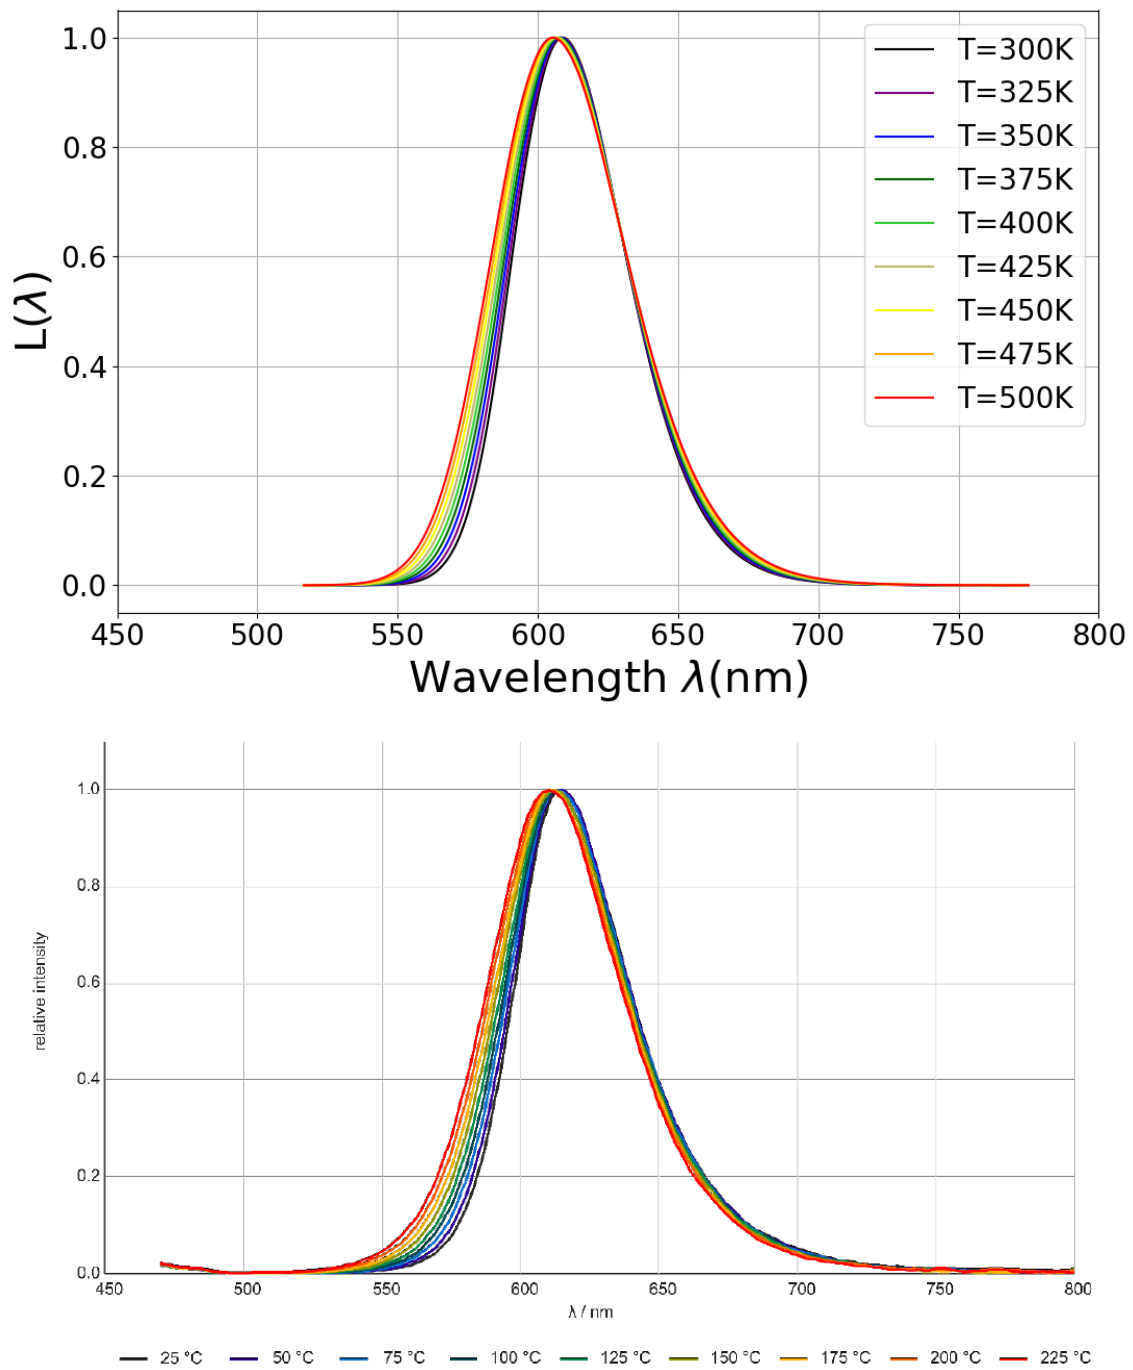 1.0
0.8
0.6
0.4
0.2
0.0
L(λ)
T=300K
T=325K
T=350K
T=375K
T=400K
T=425K
T=450K
T=475K
T=500K
450 500 550 600 650 700 750 800
Wavelength λ(nm)
1.0
0.8
0.6
0.4
0.2
0.0
relative intensity
450 500 550 600 650 700 750 800
λ / nm
25 °C 50 °C 75 °C 100 °C 125 °C 150 °C 175 °C 200 °C 225 °C